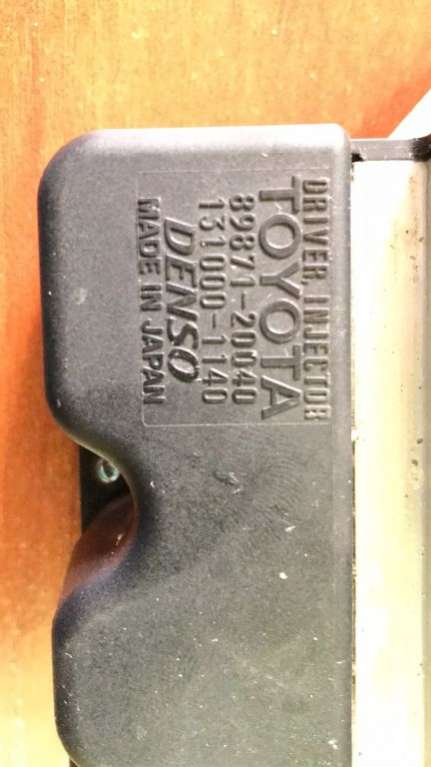 DRIVER, INJECTOR
TOYOTA
89871-20040
131000-1140
DENSO
MADE IN JAPAN